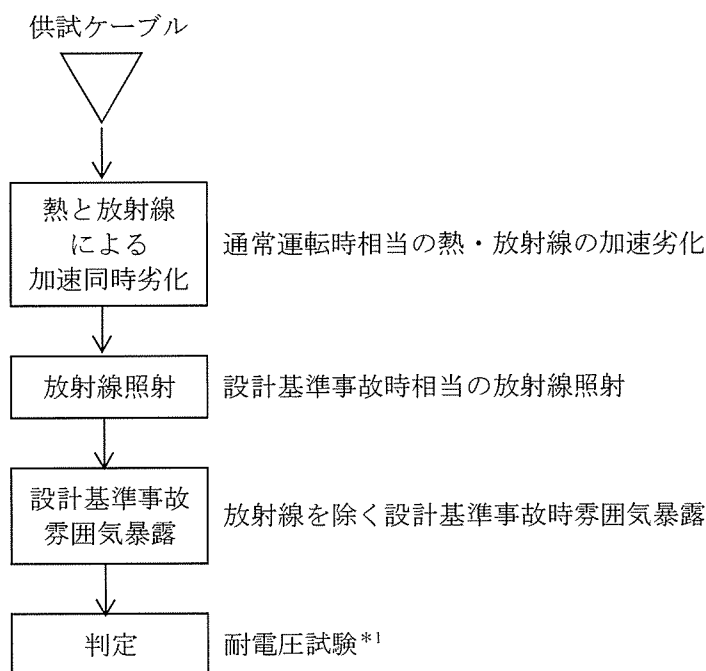 供試ケーブル
熱と放射線
による
加速同時劣化
通常運転時相当の熱・放射線の加速劣化
放射線照射
設計基準事故時相当の放射線照射
設計基準事故
雰囲気暴露
放射線を除く設計基準事故時雰囲気暴露
判定
耐電圧試験*1